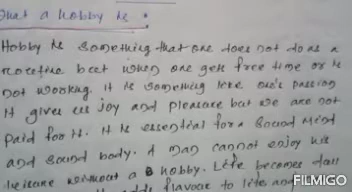 What a hobby is :
Hobby is something that one does not do as a
routine but when one gets free time or is
not working. it is something like one's passion
it gives us joy and pleasure but we are not
paid for it. It is essential for a sound mind
and sound body. A man cannot enjoy his
leisure without a hobby. Life becomes dull
flavour to life and
FILMIGO